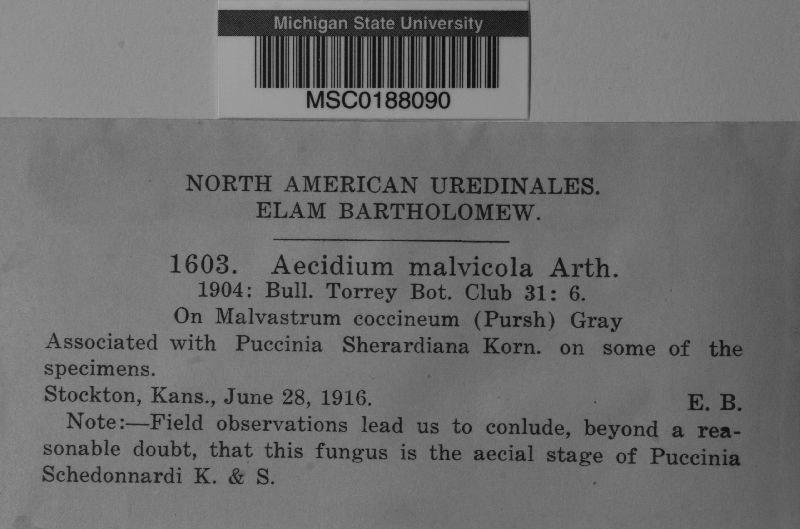 Michigan State University
MSC0188090
NORTH AMERICAN UREDINALES.
ELAM BARTHOLOMEW.
1603. Aecidium malvicola Arth.
1904: Bull. Torrey Bot. Club 31: 6.
On Malvastrum coccineum (Pursh) Gray
Associated with Puccinia Sherardiana Korn. on some of the
specimens.
Stockton, Kans., June 28, 1916. E. B.
Note:—Field observations lead us to conlude, beyond a rea-
sonable doubt, that this fungus is the aecial stage of Puccinia
Schedonnardi K. & S.